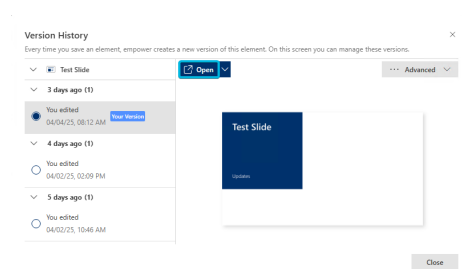 Version History
Every time you save an element, empower creates a new version of this element. On this screen you can manage these versions.
Test Slide
Open
Advanced
3 days ago (1)
You edited
04/04/25, 08:12 AM
Your Version
4 days ago (1)
You edited
04/02/25, 02:09 PM
5 days ago (1)
You edited
04/02/25, 10:46 AM
Test Slide
Updates
Close